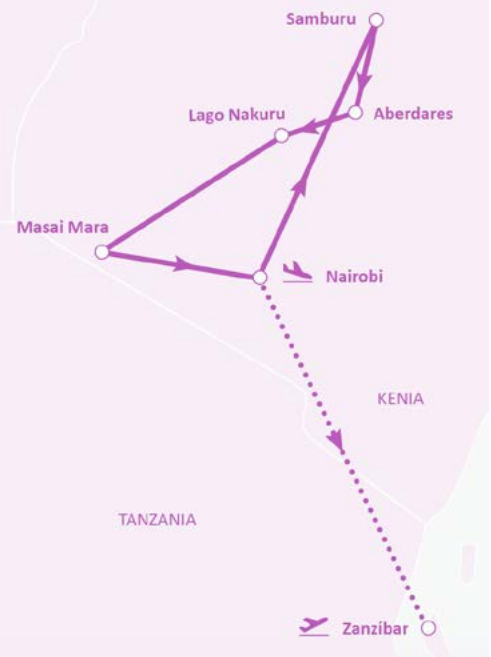 Samburu
Lago Nakuru
Aberdares
Masai Mara
Nairobi
KENIA
TANZANIA
Zanzíbar